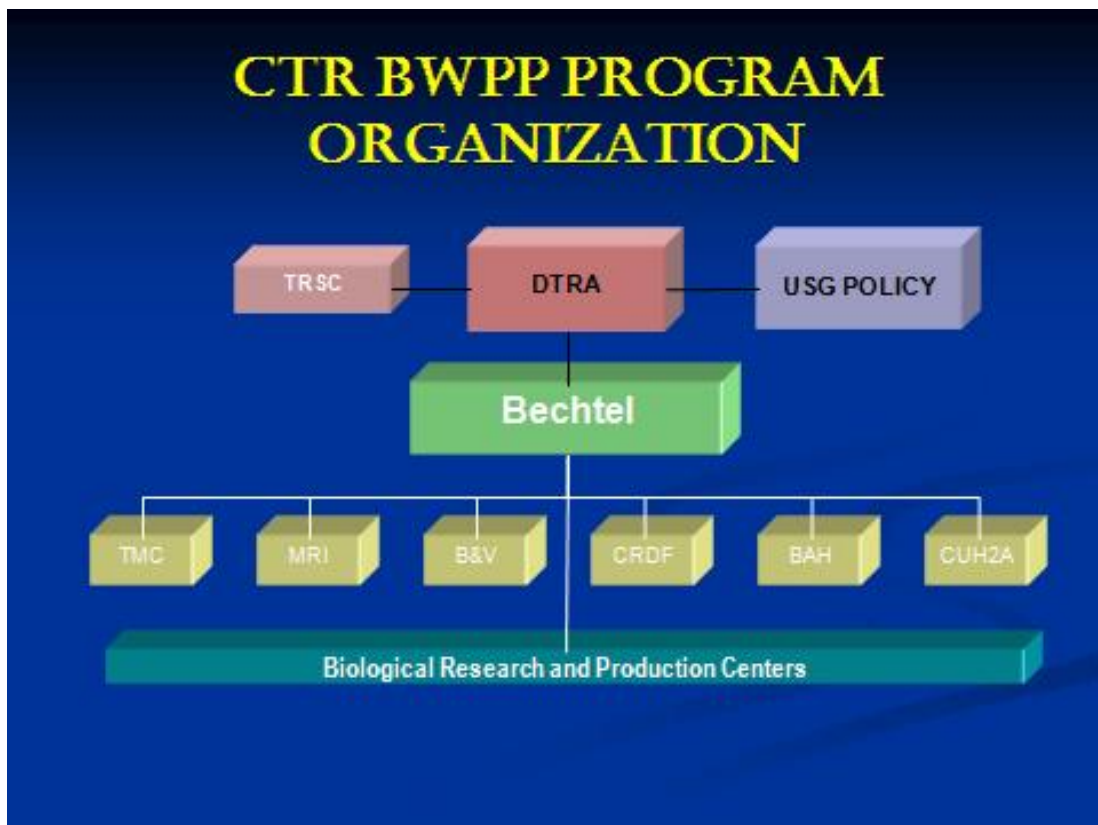 CTR BWPP PROGRAM
ORGANIZATION
TRSC
DTRA
USG POLICY
Bechtel
TMC
MRI
B&V
CRDF
BAH
CUH2A
Biological Research and Production Centers